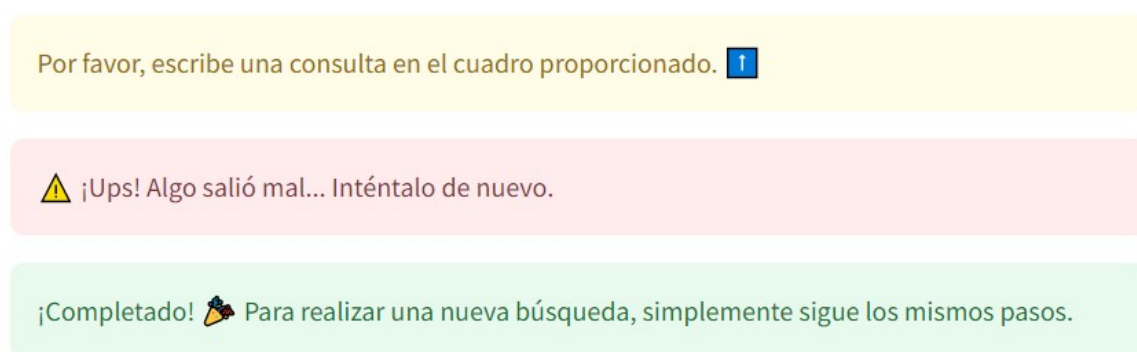 Por favor, escribe una consulta en el cuadro proporcionado. ⬆️
⚠️ ¡Ups! Algo salió mal... Inténtalo de nuevo.
¡Completado! 🎉 Para realizar una nueva búsqueda, simplemente sigue los mismos pasos.